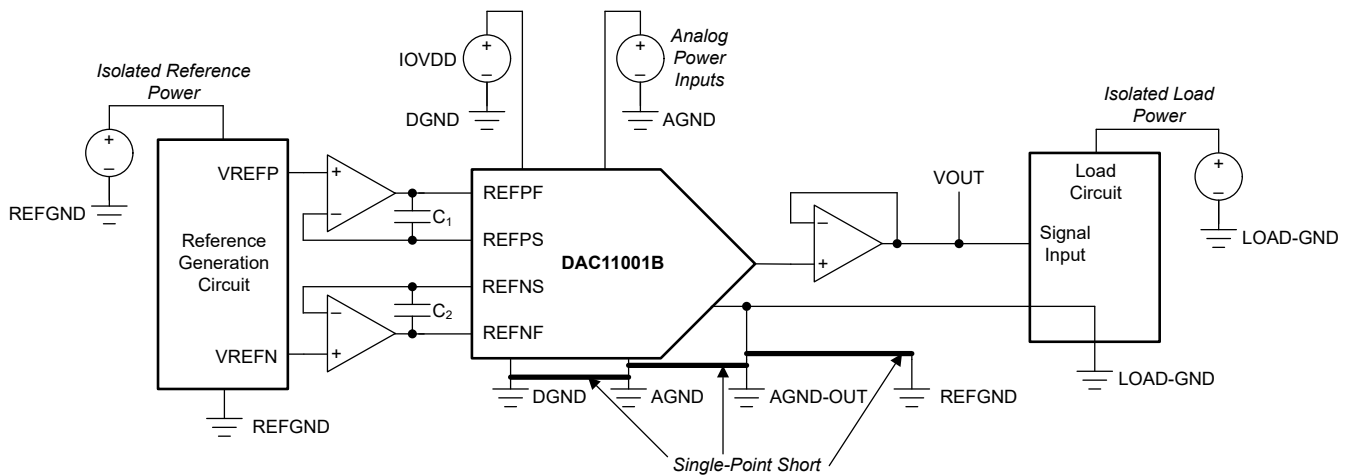 Isolated Reference
Power
+
−
REFGND
IOVDD
+
−
DGND
Analog
Power
Inputs
+
−
AGND
Isolated Load
Power
+
−
LOAD-GND
VREFP
Reference
Generation
Circuit
VREFN
REFGND
+
−
C1
−
+
C2
REFPF
REFPS
DAC11001B
REFNS
REFNF
−
+
VOUT
Load
Circuit
Signal
Input
LOAD-GND
DGND
AGND
AGND-OUT
REFGND
Single-Point Short